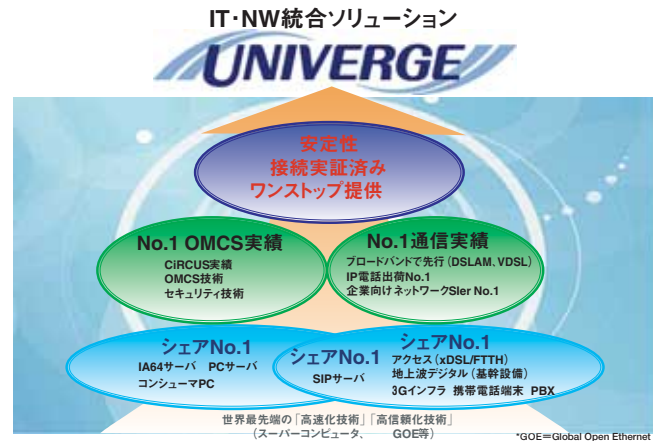 IT・NW統合ソリューション
UNIVERGE
安定性
接続実証済み
ワンストップ提供
No.1 OMCS実績
CiRCUS実績
OMCS技術
セキュリティ技術
No.1通信実績
ブロードバンドで先行(DSLAM、VDSL)
IP電話出荷No.1
企業向けネットワークSIer No.1
シェアNo.1
IA64サーバ PCサーバ
コンシューマPC
シェアNo.1
SIPサーバ
シェアNo.1
アクセス(xDSL/FTTH)
地上波デジタル(基幹設備)
3Gインフラ 携帯電話端末 PBX
世界最先端の「高速化技術」「高信頼化技術」
(スーパーコンピュータ、 GOE等)
*GOE=Global Open Ethernet